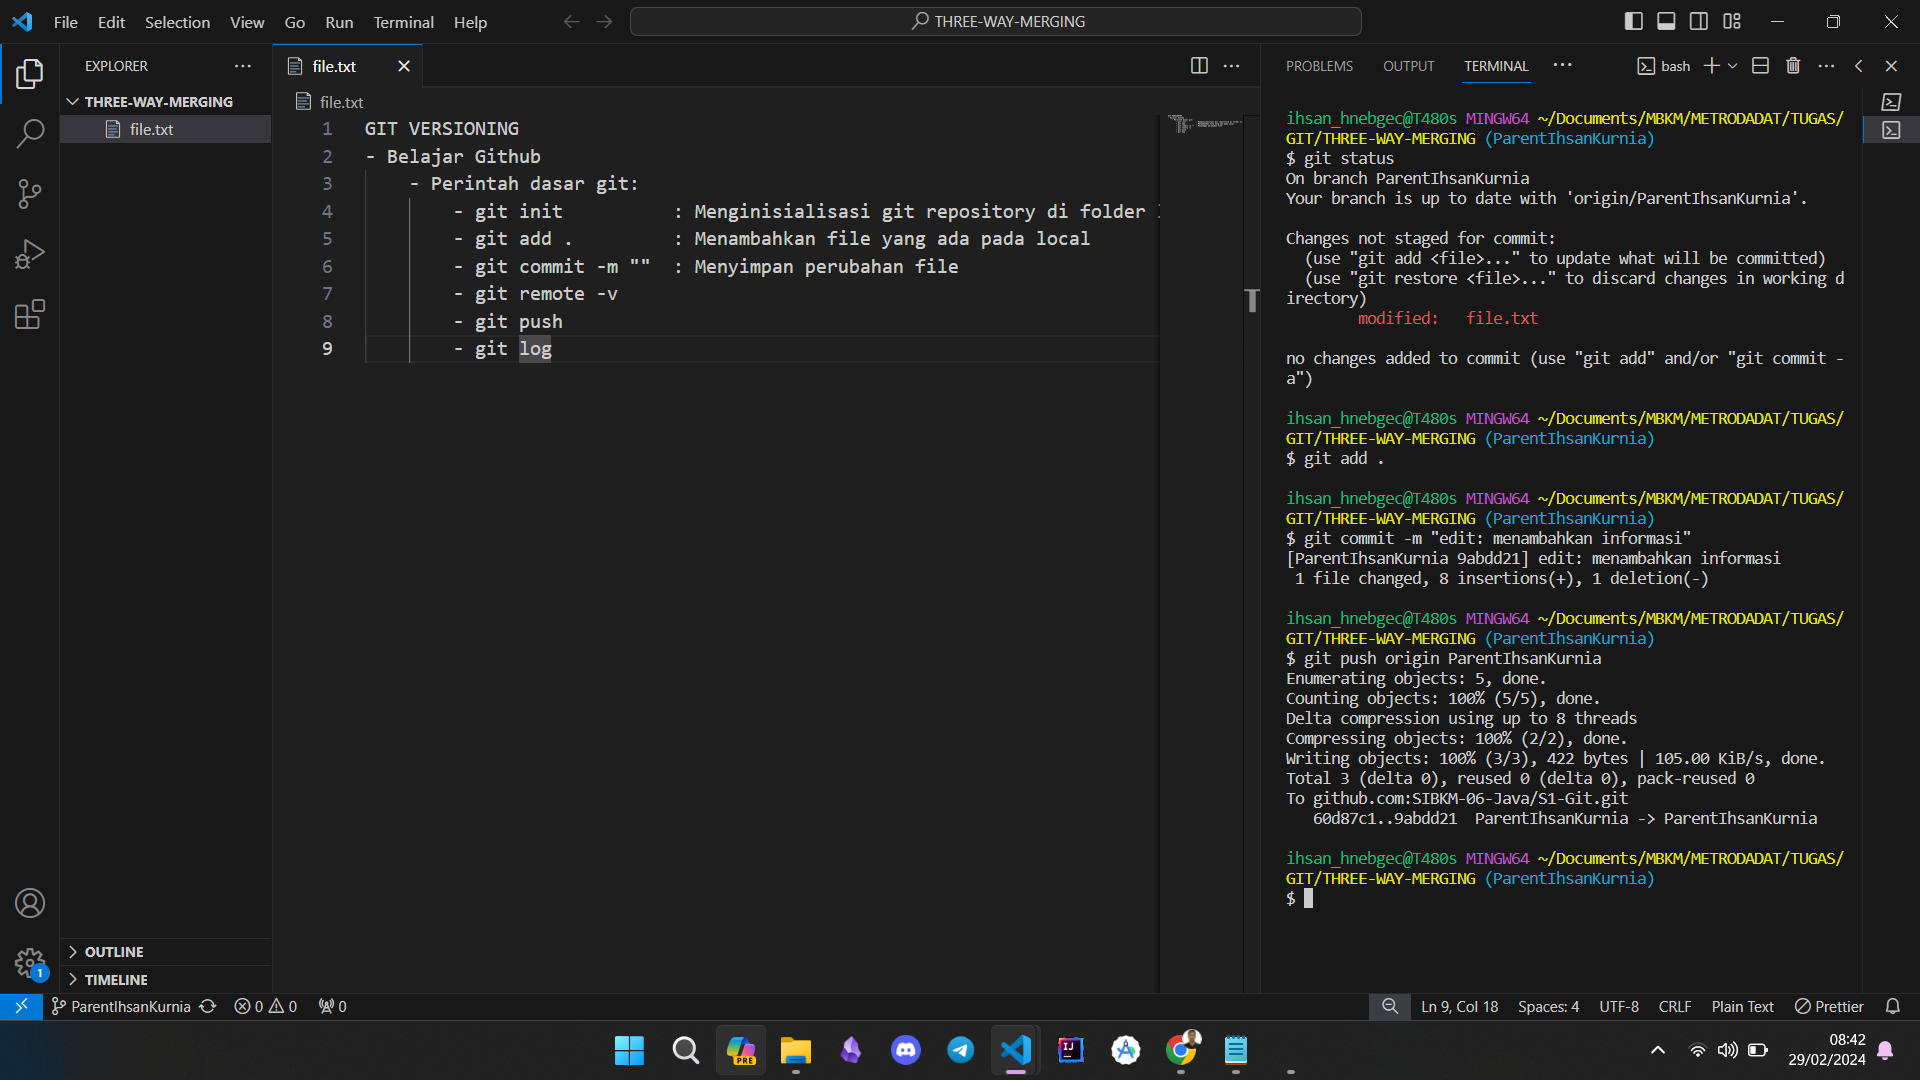 File Edit Selection View Go Run Terminal Help
THREE-WAY-MERGING
EXPLORER
THREE-WAY-MERGING
file.txt
OUTLINE
TIMELINE
file.txt
file.txt
1 GIT VERSIONING
2 - Belajar Github
3 - Perintah dasar git:
4 - git init : Menginisialisasi git repository di folder
5 - git add . : Menambahkan file yang ada pada local
6 - git commit -m "" : Menyimpan perubahan file
7 - git remote -v
8 - git push
9 - git log
PROBLEMS OUTPUT TERMINAL
bash
ihsan_hnebgec@T480s MINGW64 ~/Documents/MBKM/METRODADAT/TUGAS/
GIT/THREE-WAY-MERGING (ParentIhsanKurnia)
$ git status
On branch ParentIhsanKurnia
Your branch is up to date with 'origin/ParentIhsanKurnia'.
Changes not staged for commit:
(use "git add <file>..." to update what will be committed)
(use "git restore <file>..." to discard changes in working d
irectory)
modified: file.txt
no changes added to commit (use "git add" and/or "git commit -
a")
ihsan_hnebgec@T480s MINGW64 ~/Documents/MBKM/METRODADAT/TUGAS/
GIT/THREE-WAY-MERGING (ParentIhsanKurnia)
$ git add .
ihsan_hnebgec@T480s MINGW64 ~/Documents/MBKM/METRODADAT/TUGAS/
GIT/THREE-WAY-MERGING (ParentIhsanKurnia)
$ git commit -m "edit: menambahkan informasi"
[ParentIhsanKurnia 9abdd21] edit: menambahkan informasi
1 file changed, 8 insertions(+), 1 deletion(-)
ihsan_hnebgec@T480s MINGW64 ~/Documents/MBKM/METRODADAT/TUGAS/
GIT/THREE-WAY-MERGING (ParentIhsanKurnia)
$ git push origin ParentIhsanKurnia
Enumerating objects: 5, done.
Counting objects: 100% (5/5), done.
Delta compression using up to 8 threads
Compressing objects: 100% (2/2), done.
Writing objects: 100% (3/3), 422 bytes | 105.00 KiB/s, done.
Total 3 (delta 0), reused 0 (delta 0), pack-reused 0
To github.com:SIBKM-06-Java/S1-Git.git
60d87c1..9abdd21 ParentIhsanKurnia -> ParentIhsanKurnia
ihsan_hnebgec@T480s MINGW64 ~/Documents/MBKM/METRODADAT/TUGAS/
GIT/THREE-WAY-MERGING (ParentIhsanKurnia)
$
1
ParentIhsanKurnia 0 0 0
Ln 9, Col 18 Spaces: 4 UTF-8 CRLF Plain Text Prettier
PRE
IJ
08:42
29/02/2024